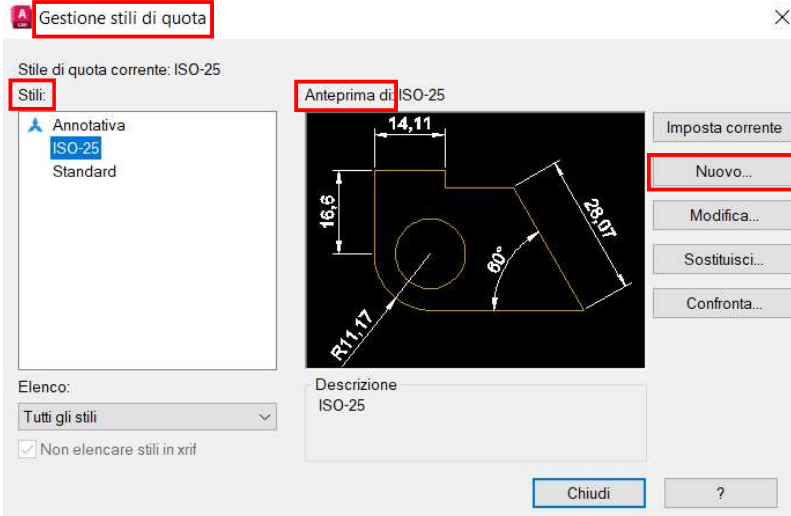 Gestione stili di quota
Stile di quota corrente: ISO-25
Stili:
Annotativa
ISO-25
Standard
Anteprima di: ISO-25
14,11
16,6
28,07
60°
R11,17
Imposta corrente
Nuovo...
Modifica...
Sostituisci...
Confronta...
Elenco:
Tutti gli stili
Non elencare stili in xrif
Descrizione
ISO-25
Chiudi
?